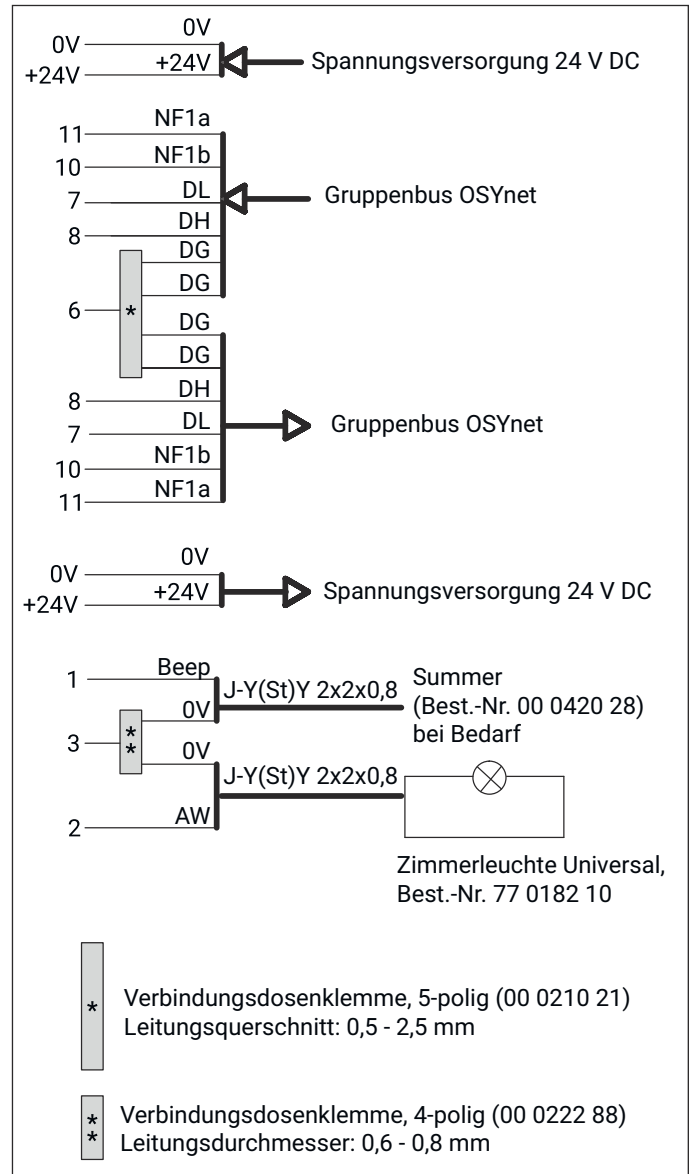 0V
0V
+24V
+24V
Spannungsversorgung 24 V DC
NF1a
11
NF1b
10
DL
7
Gruppenbus OSYnet
DH
8
DG
DG
6
*
DG
DG
DH
8
DL
7
Gruppenbus OSYnet
NF1b
10
NF1a
11
0V
0V
+24V
+24V
Spannungsversorgung 24 V DC
Beep
1
J-Y(St)Y 2x2x0,8
Summer
(Best.-Nr. 00 0420 28)
bei Bedarf
0V
3
*
*
0V
J-Y(St)Y 2x2x0,8
AW
2
Zimmerleuchte Universal,
Best.-Nr. 77 0182 10
*
Verbindungsdosenklemme, 5-polig (00 0210 21)
Leitungsquerschnitt: 0,5 - 2,5 mm
*
*
Verbindungsdosenklemme, 4-polig (00 0222 88)
Leitungsdurchmesser: 0,6 - 0,8 mm